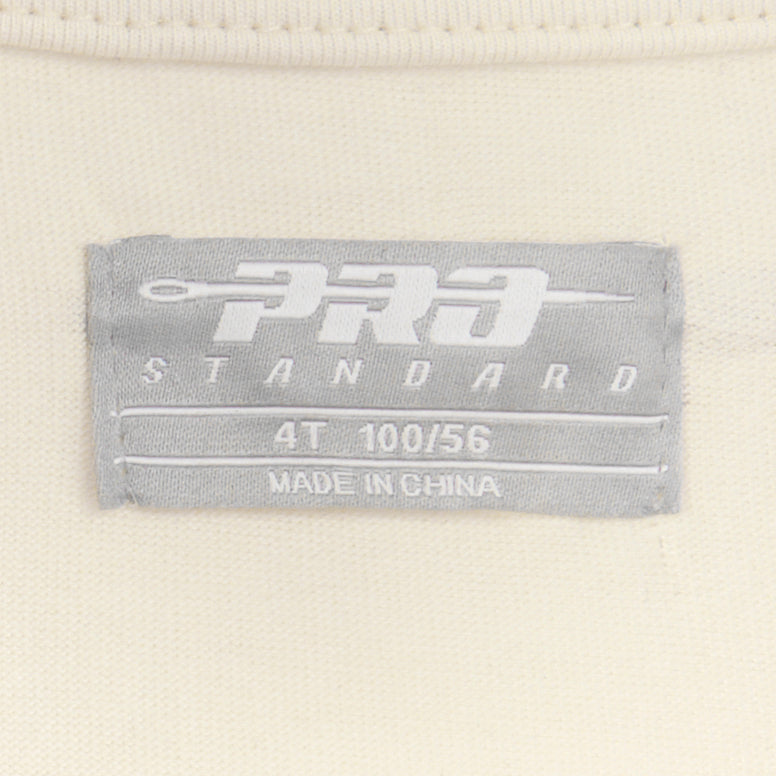 PRO
STANDARD
4T 100/56
MADE IN CHINA